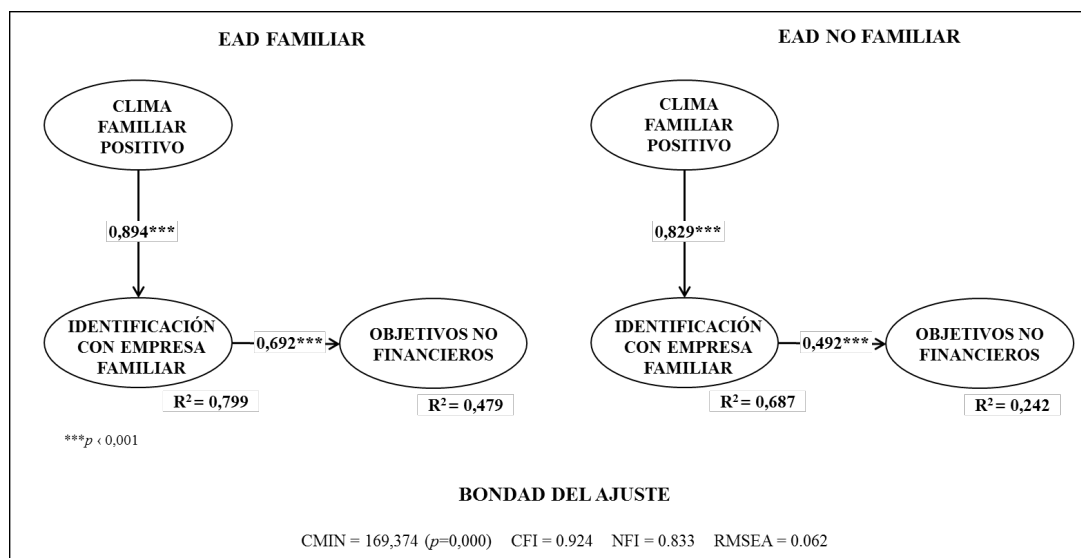 EAD FAMILIAR
CLIMA
FAMILIAR
POSITIVO
0,894***
IDENTIFICACIÓN
CON EMPRESA
FAMILIAR
0,692***
OBJETIVOS NO
FINANCIEROS
R²= 0,799
R²= 0,479
***p ‹ 0,001
EAD NO FAMILIAR
CLIMA
FAMILIAR
POSITIVO
0,829***
IDENTIFICACIÓN
CON EMPRESA
FAMILIAR
0,492***
OBJETIVOS NO
FINANCIEROS
R²= 0,687
R²= 0,242
BONDAD DEL AJUSTE
CMIN = 169,374 (p=0,000) CFI = 0.924 NFI = 0.833 RMSEA = 0.062